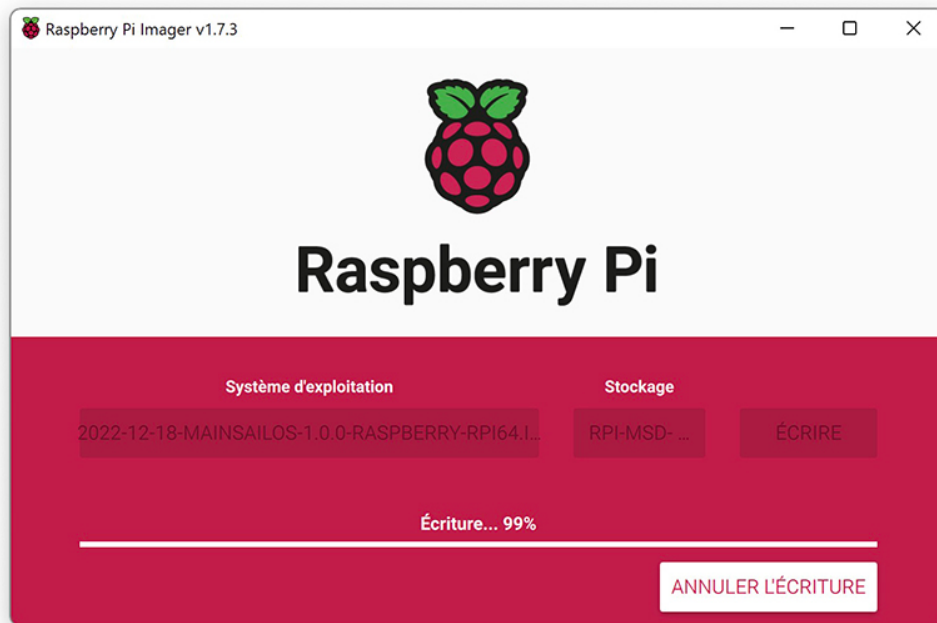 Raspberry Pi Imager v1.7.3
Raspberry Pi
Système d'exploitation
Stockage
2022-12-18-MAINSAILOS-1.0.0-RASPBERRY-RPI64.I...
RPI-MSD- ...
ÉCRIRE
Écriture... 99%
ANNULER L'ÉCRITURE